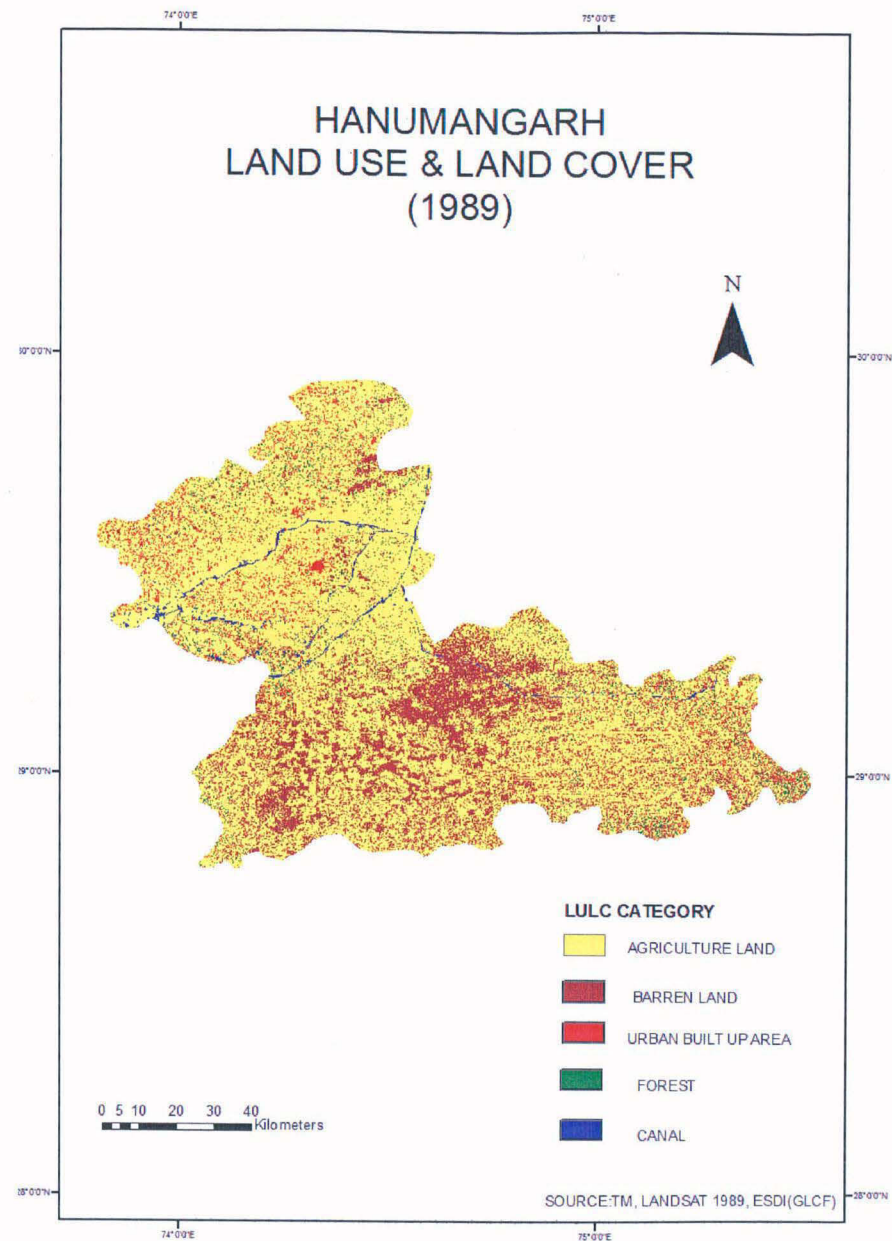 74°0'0"E
75°0'0"E
HANUMANGARH
LAND USE & LAND COVER
(1989)
N
30°0'0"N
29°0'0"N
29°0'0"N
LULC CATEGORY
AGRICULTURE LAND
BARREN LAND
URBAN BUILT UP AREA
FOREST
CANAL
0 5 10 20 30 40
Kilometers
28°0'0"N
28°0'0"N
SOURCE:TM, LANDSAT 1989, ESDI(GLCF)
74°0'0"E
75°0'0"E